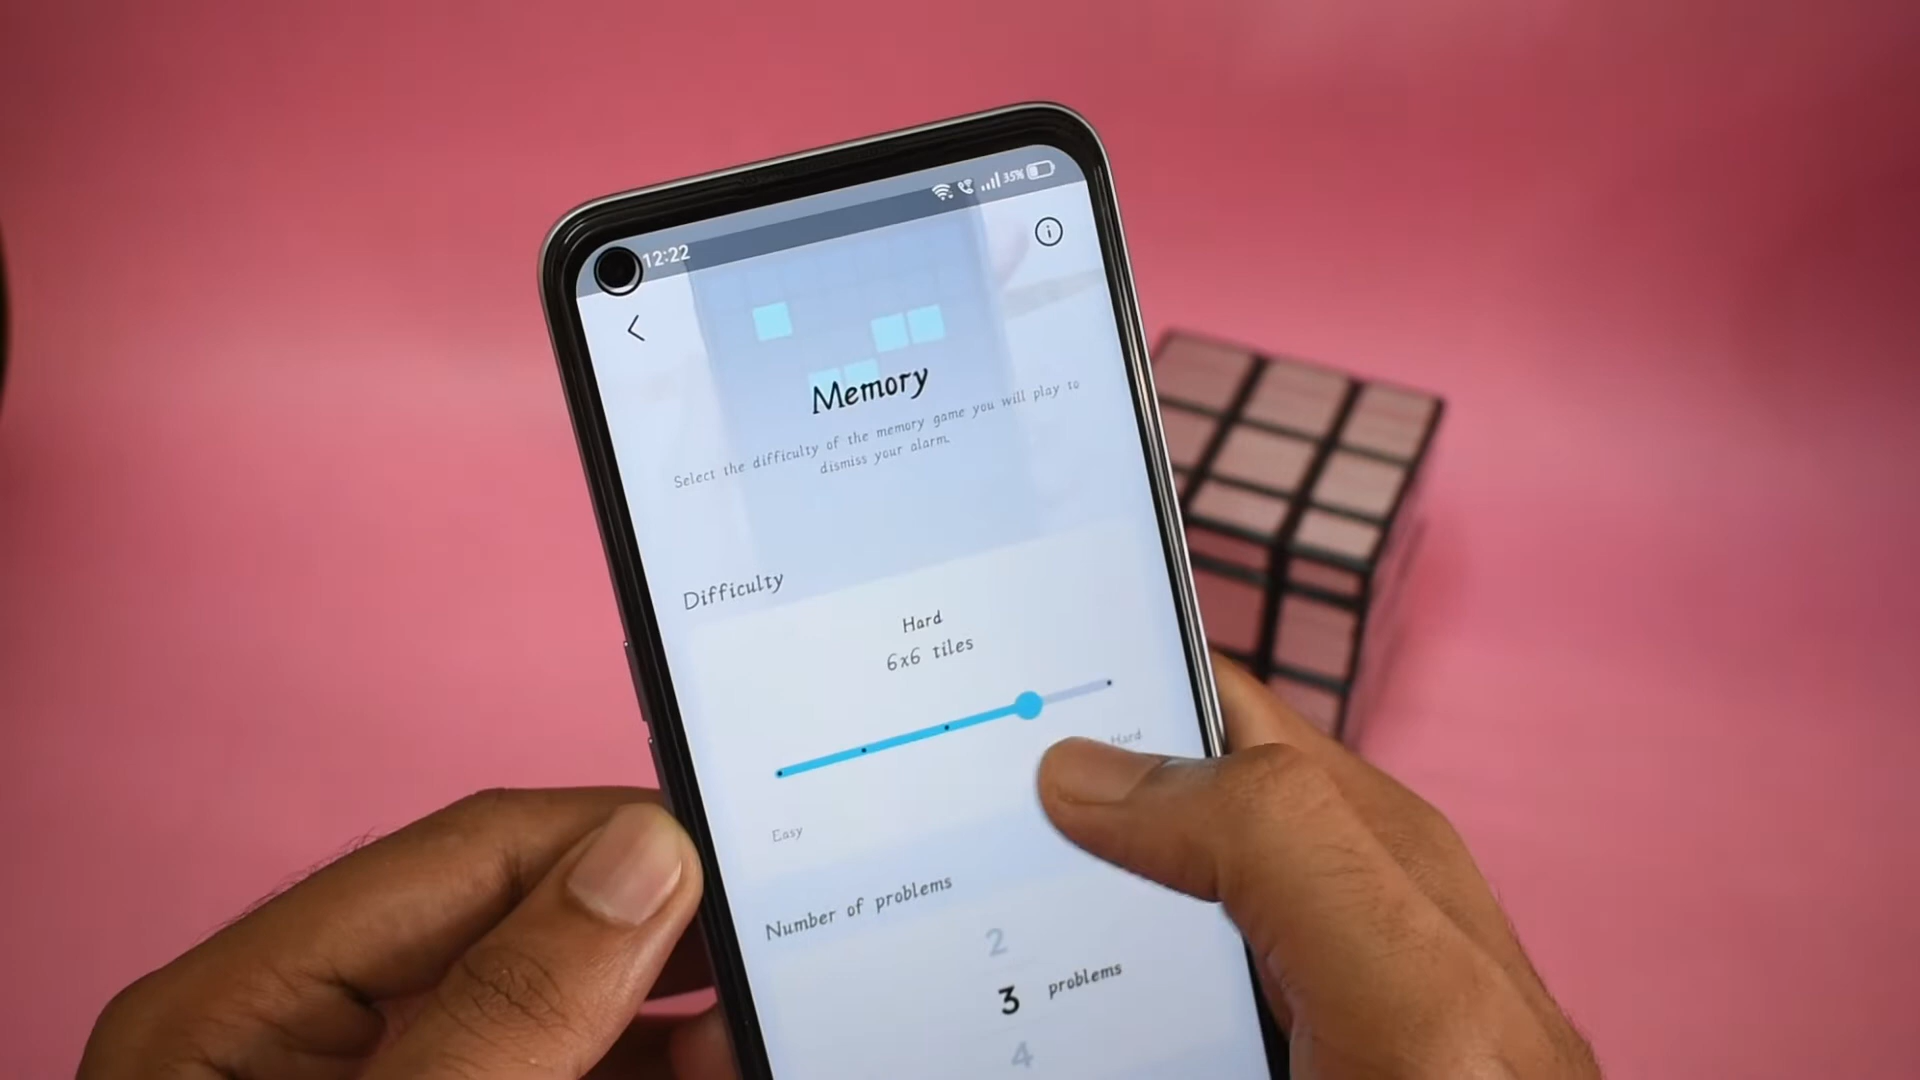 12:22
35%
Memory
Select the difficulty of the memory game you will play to
dismiss your alarm.
Difficulty
Hard
6x6 tiles
Hard
Easy
Number of problems
2
3 problems
4